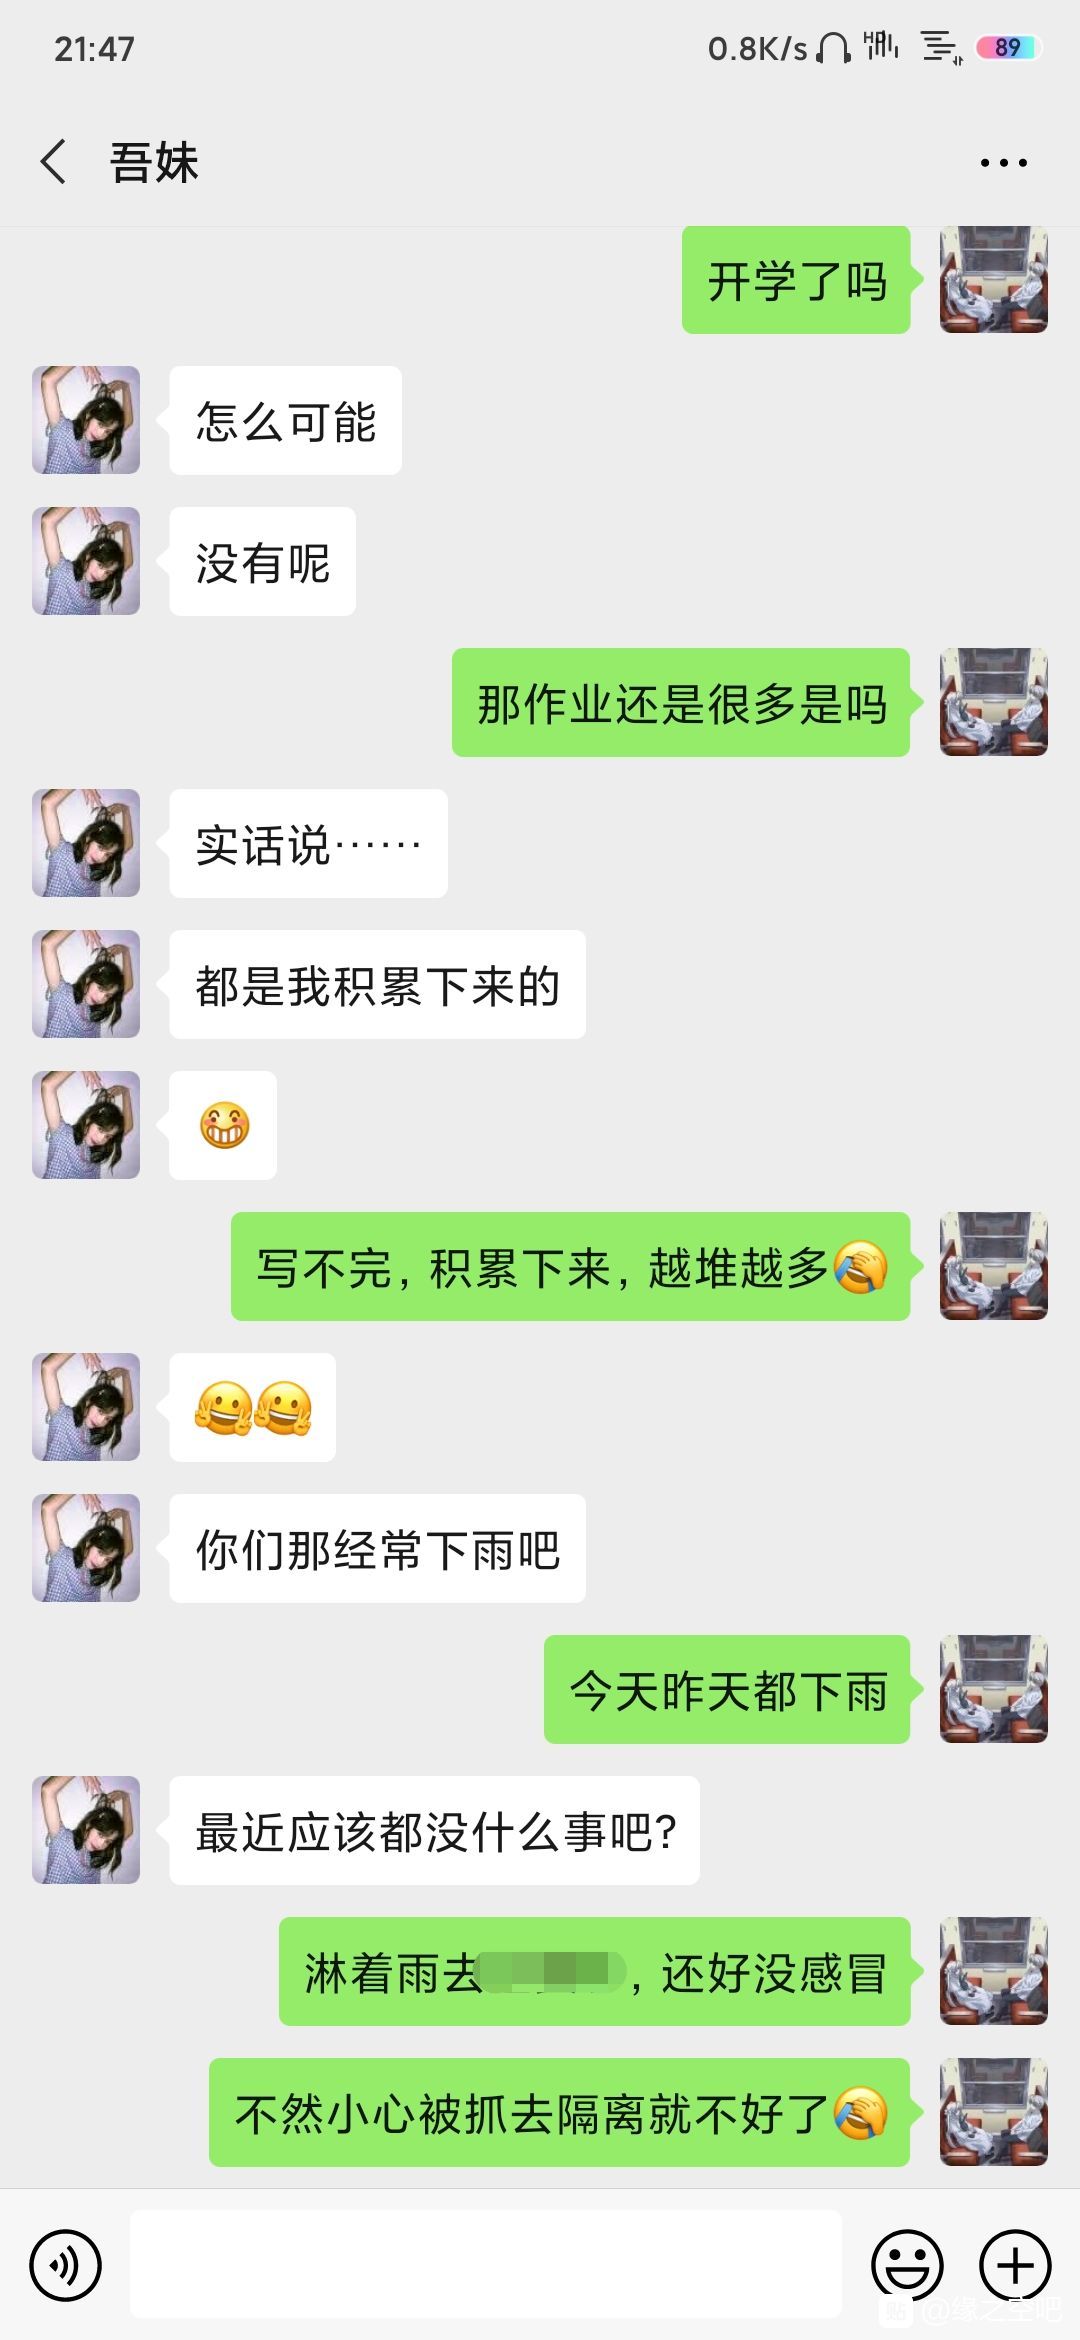 21:47
0.8K/s HD 89
吾妹
开学了吗
怎么可能
没有呢
那作业还是很多是吗
实话说……
都是我积累下来的
😁
写不完，积累下来，越堆越多🤦
你们那经常下雨吧
今天昨天都下雨
最近应该都没什么事吧？
淋着雨去，还好没感冒
不然小心被抓去隔离就不好了🤦
贴 @缘之空吧